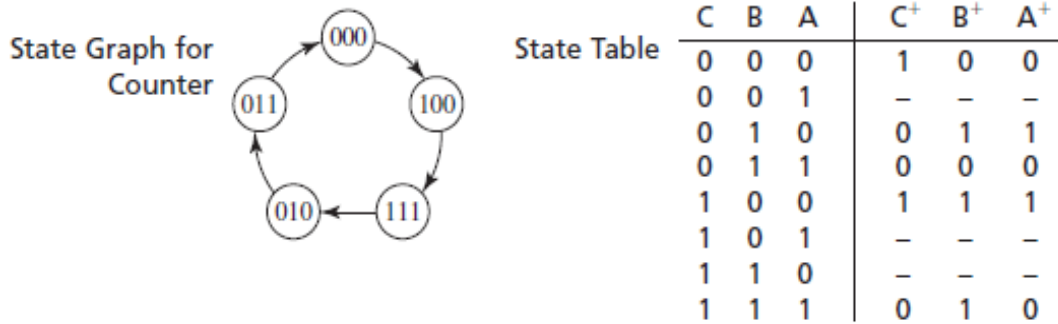 State Graph for
Counter
000
011
100
010
111
State Table
C B A C⁺ B⁺ A⁺
0 0 0 1 0 0
0 0 1 – – –
0 1 0 0 1 1
0 1 1 0 0 0
1 0 0 1 1 1
1 0 1 – – –
1 1 0 – – –
1 1 1 0 1 0